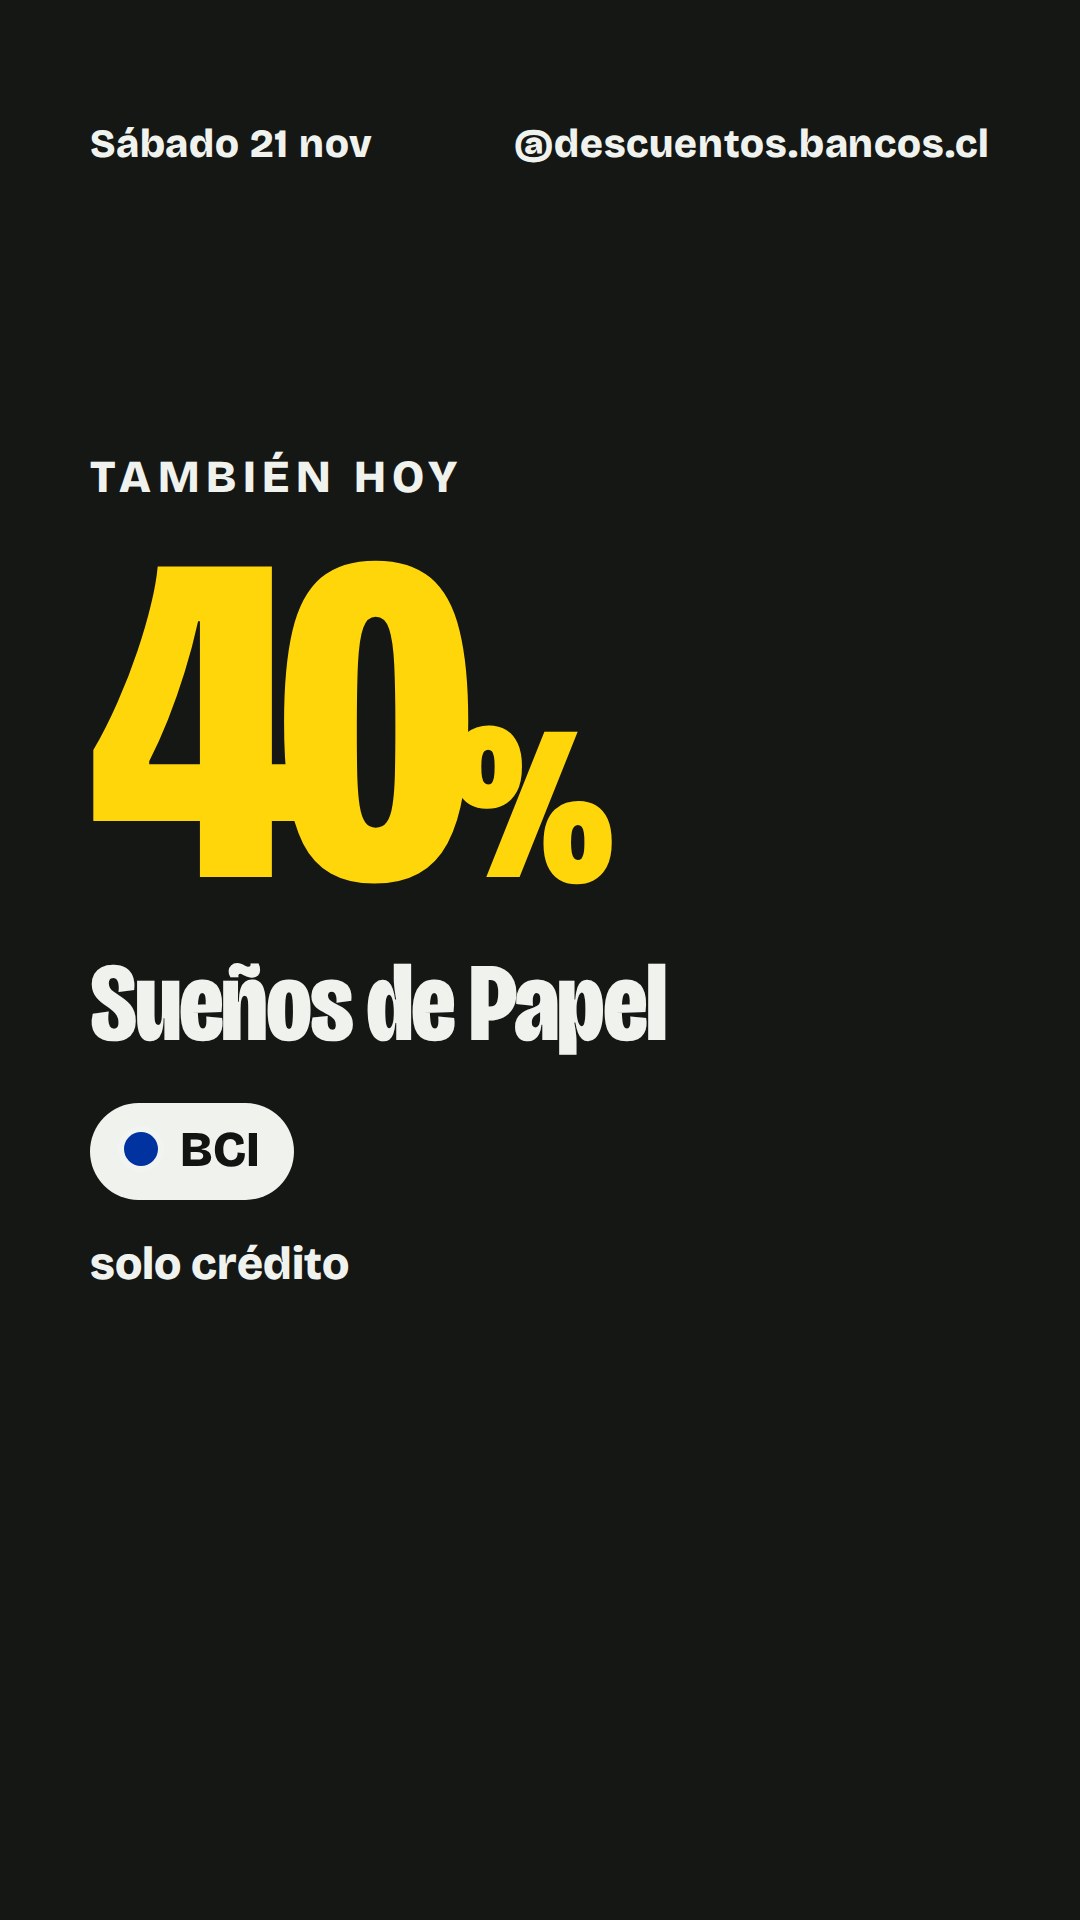 Sábado 21 nov @descuentos.bancos.cl
TAMBIÉN HOY
40%
Sueños de Papel
BCI
solo crédito